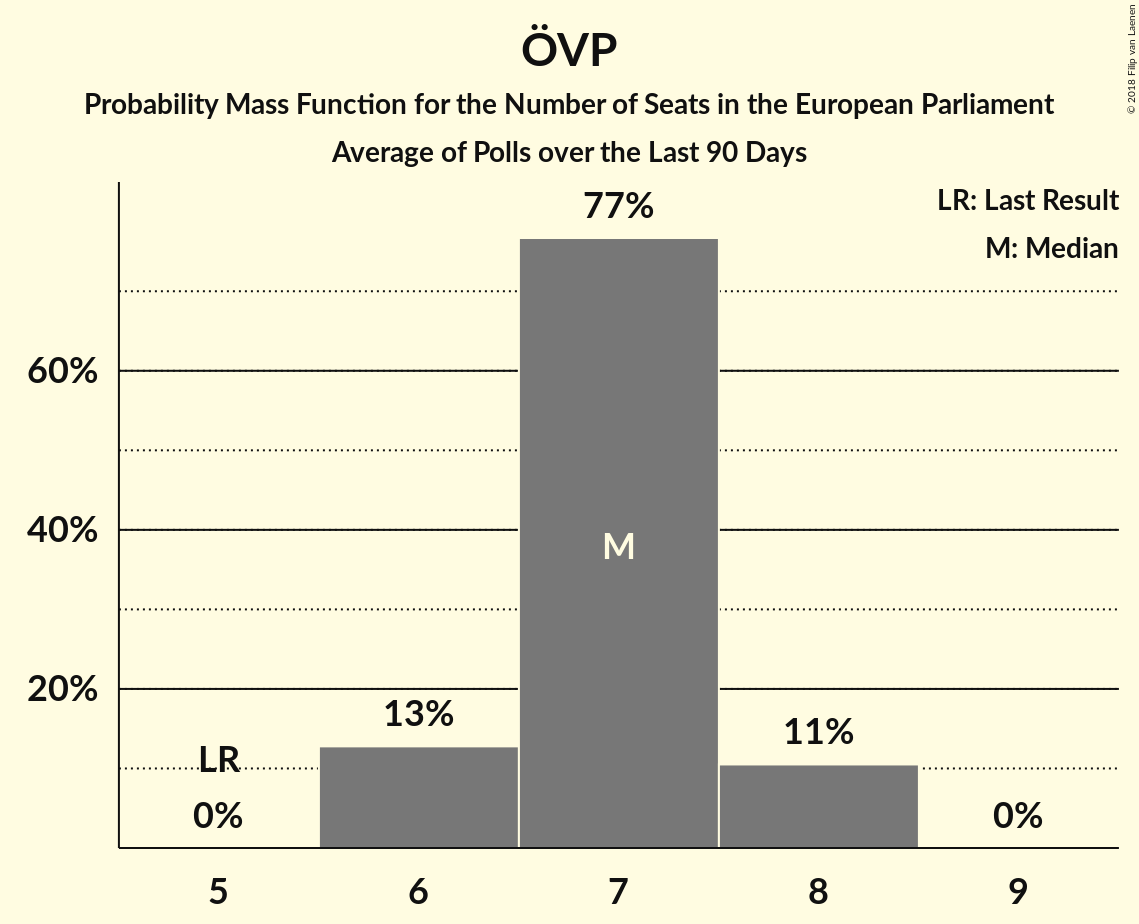 ÖVP
Probability Mass Function for the Number of Seats in the European Parliament
Average of Polls over the Last 90 Days
© 2018 Filip van Laenen
LR: Last Result
M: Median
77%
60%
40%
M
20%
13%
11%
LR
0%
0%
5 6 7 8 9